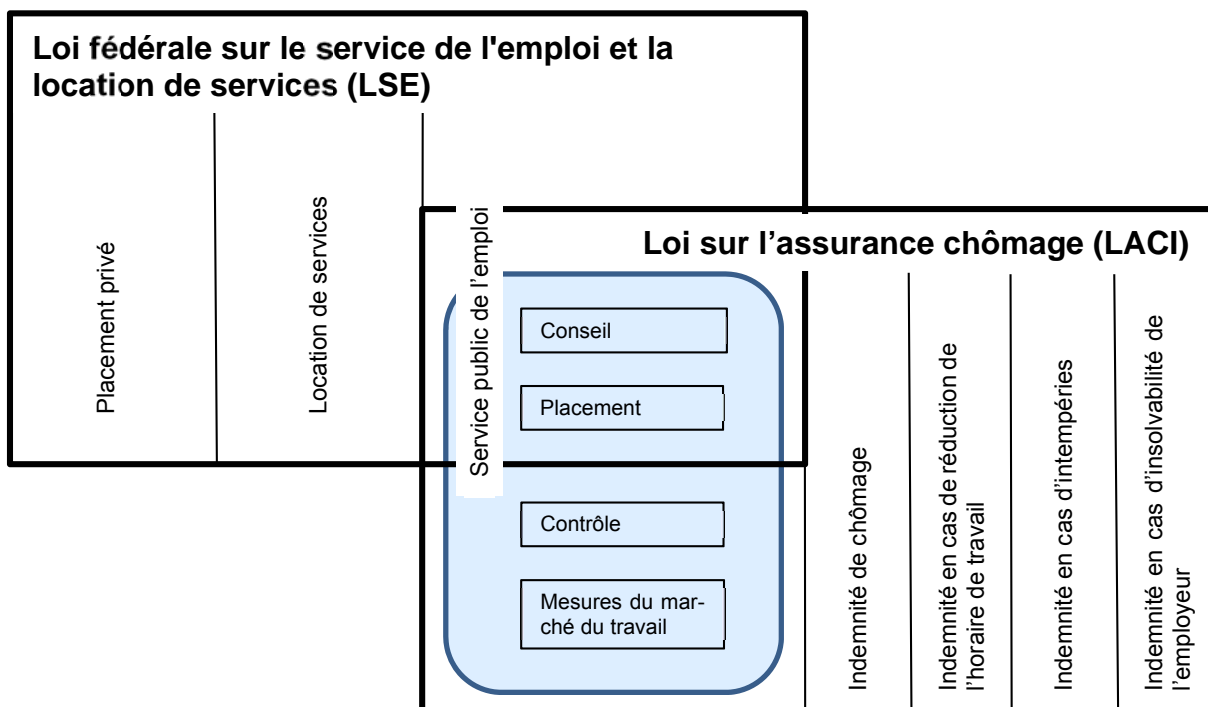 Loi fédérale sur le service de l'emploi et la
location de services (LSE)
Placement privé
Location de services
Service public de l’emploi
Loi sur l’assurance chômage (LACI)
Conseil
Placement
Contrôle
Mesures du mar-
ché du travail
Indemnité de chômage
Indemnité en cas de réduction de
l’horaire de travail
Indemnité en cas d’intempéries
Indemnité en cas d’insolvabilité de
l’employeur